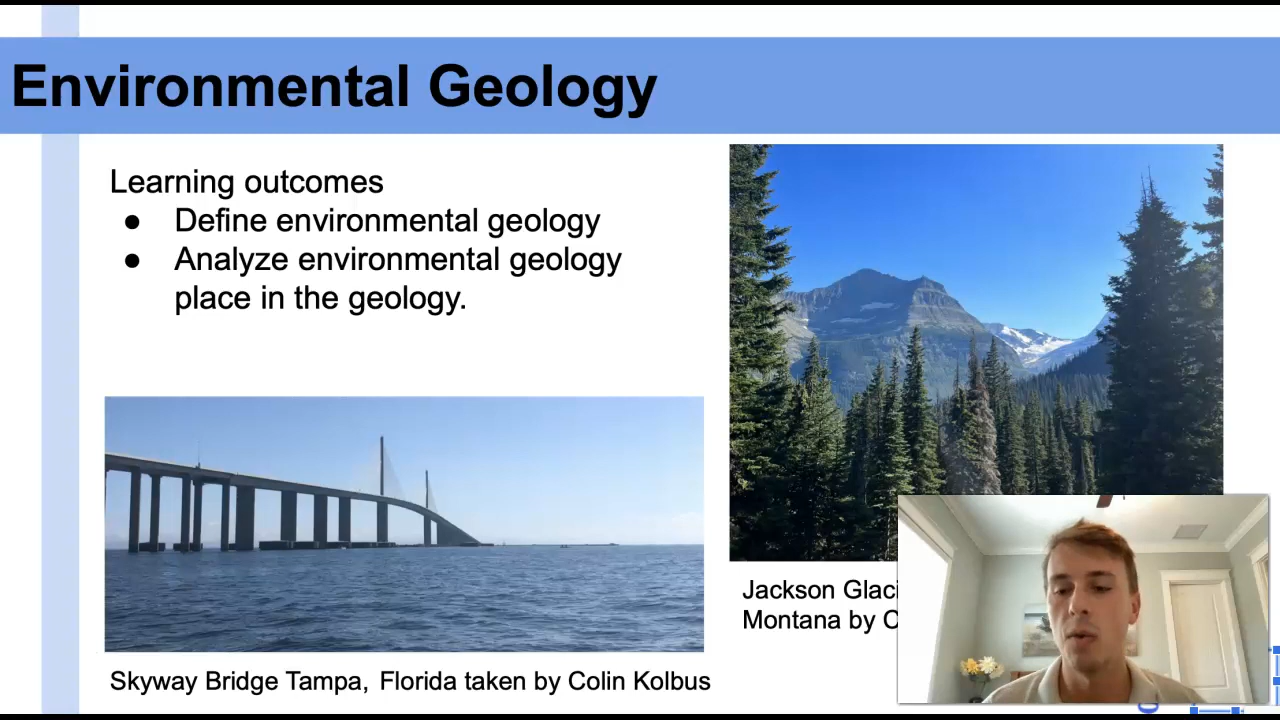 Environmental Geology
Learning outcomes
● Define environmental geology
● Analyze environmental geology
place in the geology.
Jackson
Montana by
Skyway Bridge Tampa, Florida taken by Colin Kolbus